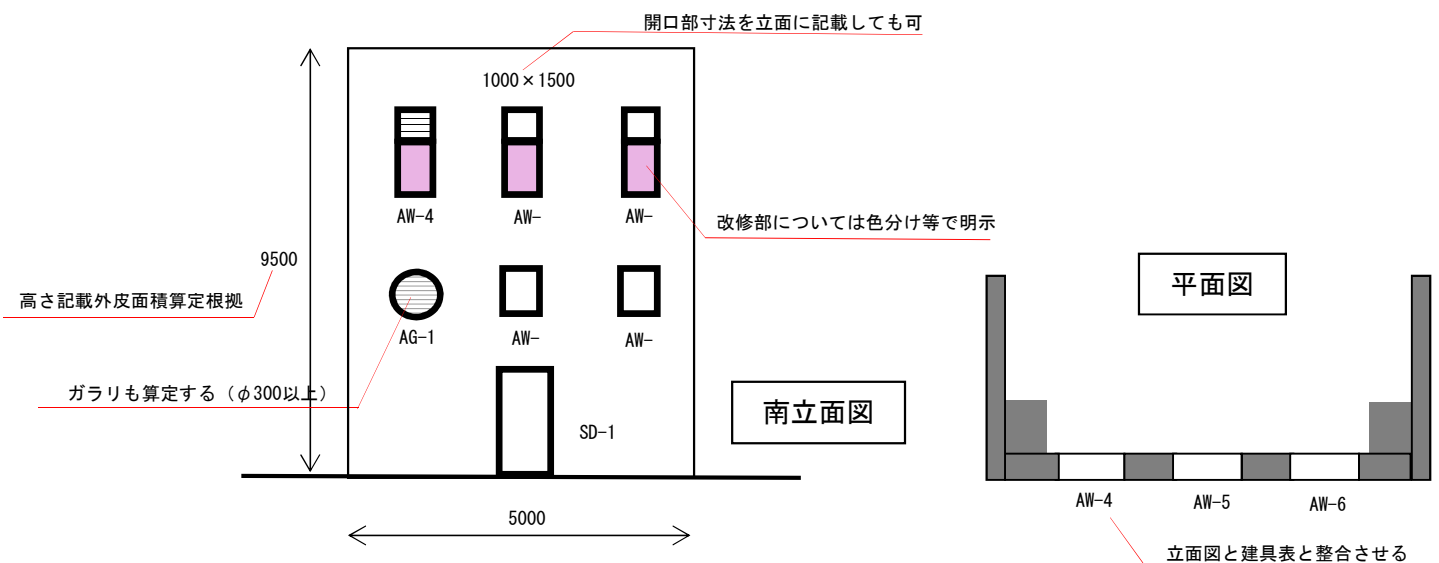 開口部寸法を立面に記載しても可
1000×1500
AW-4
AW-
AW-
改修部については色分け等で明示
9500
高さ記載外皮面積算定根拠
AG-1
AW-
AW-
ガラリも算定する（φ300以上）
SD-1
南立面図
5000
平面図
AW-4
AW-5
AW-6
立面図と建具表と整合させる